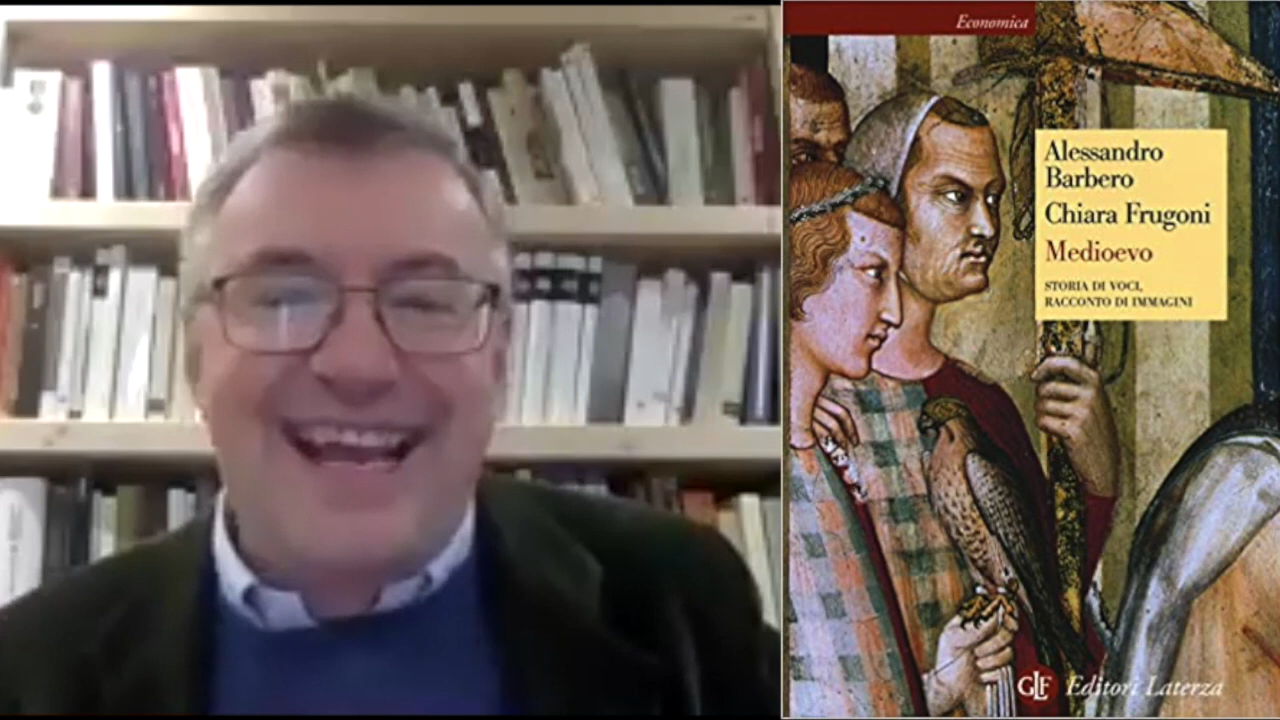 Economica
Alessandro
Barbero
Chiara Frugoni
Medioevo
STORIA DI VOCI,
RACCONTO DI IMMAGINI
GLF Editori Laterza